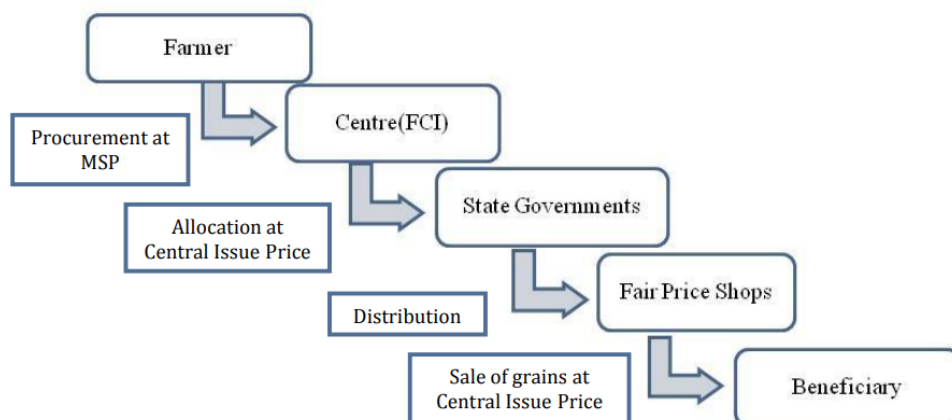 Farmer
Procurement at
MSP
Centre(FCI)
Allocation at
Central Issue Price
State Governments
Distribution
Fair Price Shops
Sale of grains at
Central Issue Price
Beneficiary